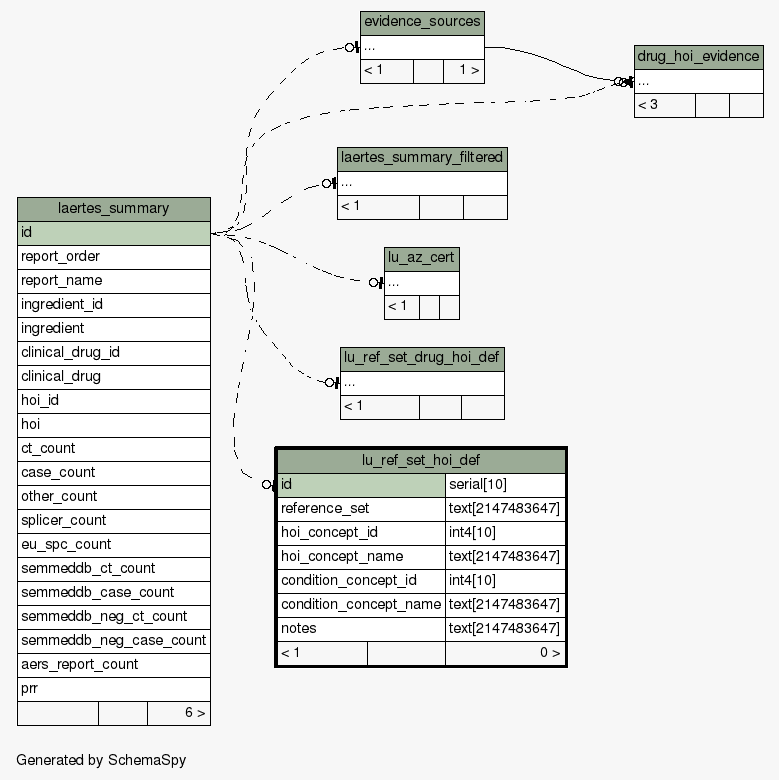 evidence_sources
...
< 1 1 >
drug_hoi_evidence
...
< 3
laertes_summary_filtered
...
< 1
laertes_summary
id
report_order
report_name
ingredient_id
ingredient
clinical_drug_id
clinical_drug
hoi_id
hoi
ct_count
case_count
other_count
splicer_count
eu_spc_count
semmeddb_ct_count
semmeddb_case_count
semmeddb_neg_ct_count
semmeddb_neg_case_count
aers_report_count
prr
6 >
lu_az_cert
...
< 1
lu_ref_set_drug_hoi_def
...
< 1
lu_ref_set_hoi_def
id serial[10]
reference_set text[2147483647]
hoi_concept_id int4[10]
hoi_concept_name text[2147483647]
condition_concept_id int4[10]
condition_concept_name text[2147483647]
notes text[2147483647]
< 1 0 >
Generated by SchemaSpy